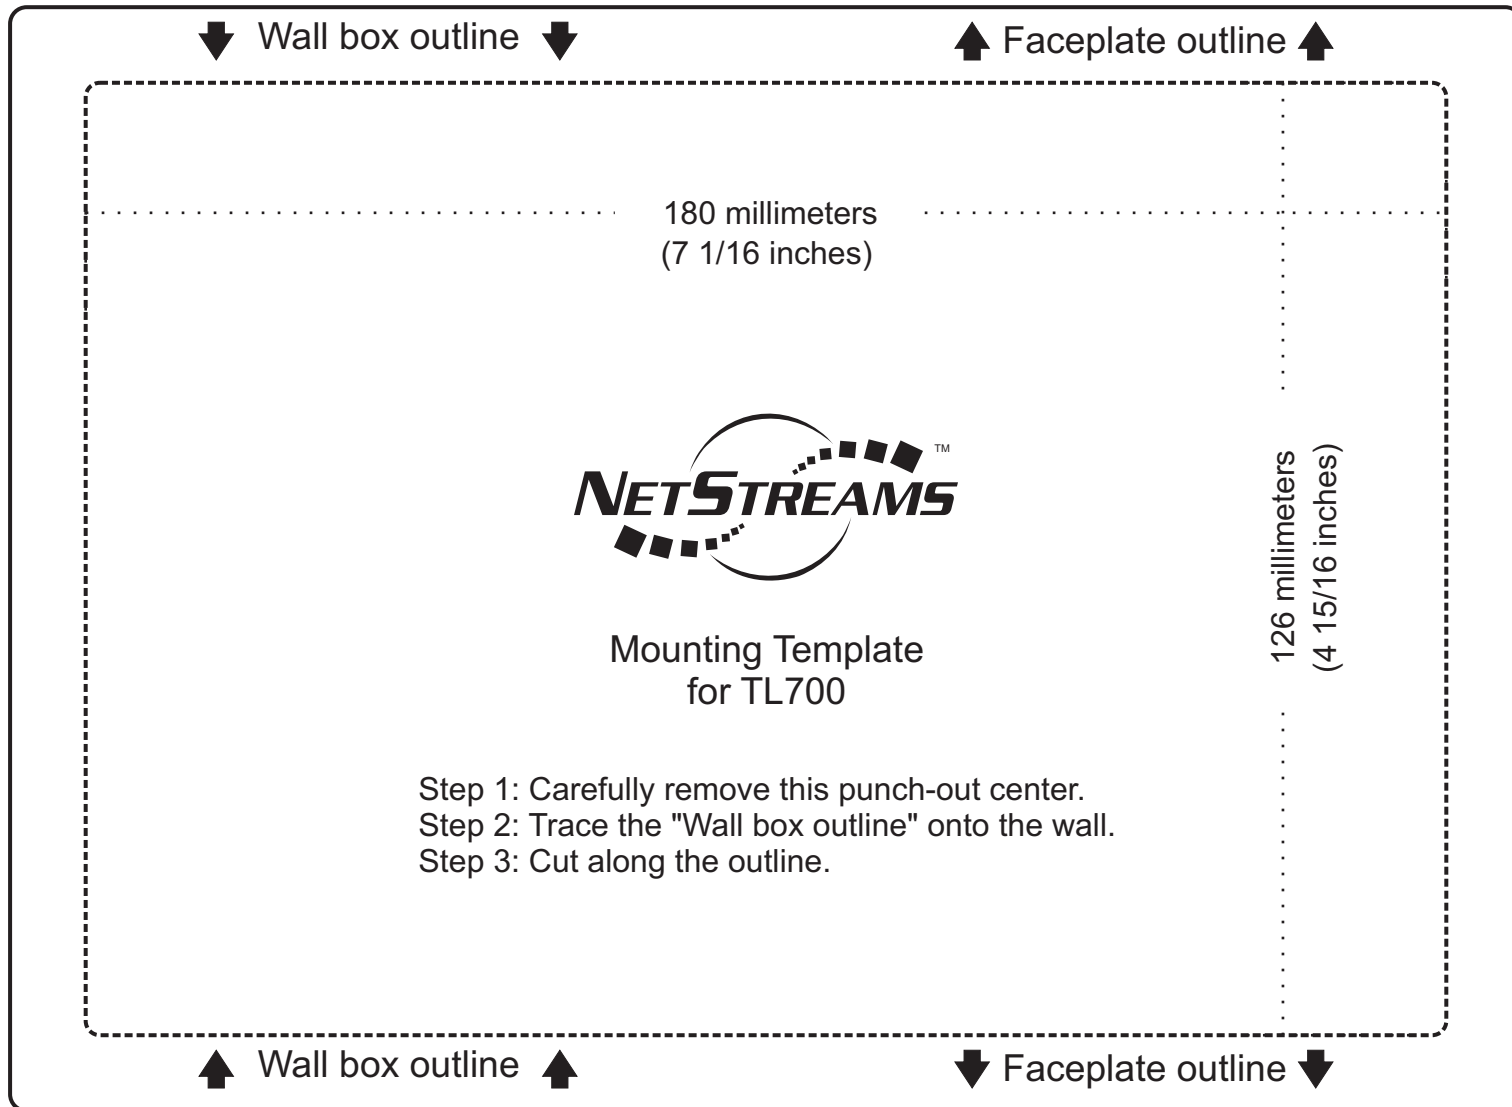 Wall box outline
Faceplate outline
180 millimeters
(7 1/16 inches)
NETSTREAMS™
126 millimeters
(4 15/16 inches)
Mounting Template
for TL700
Step 1: Carefully remove this punch-out center.
Step 2: Trace the "Wall box outline" onto the wall.
Step 3: Cut along the outline.
Wall box outline
Faceplate outline